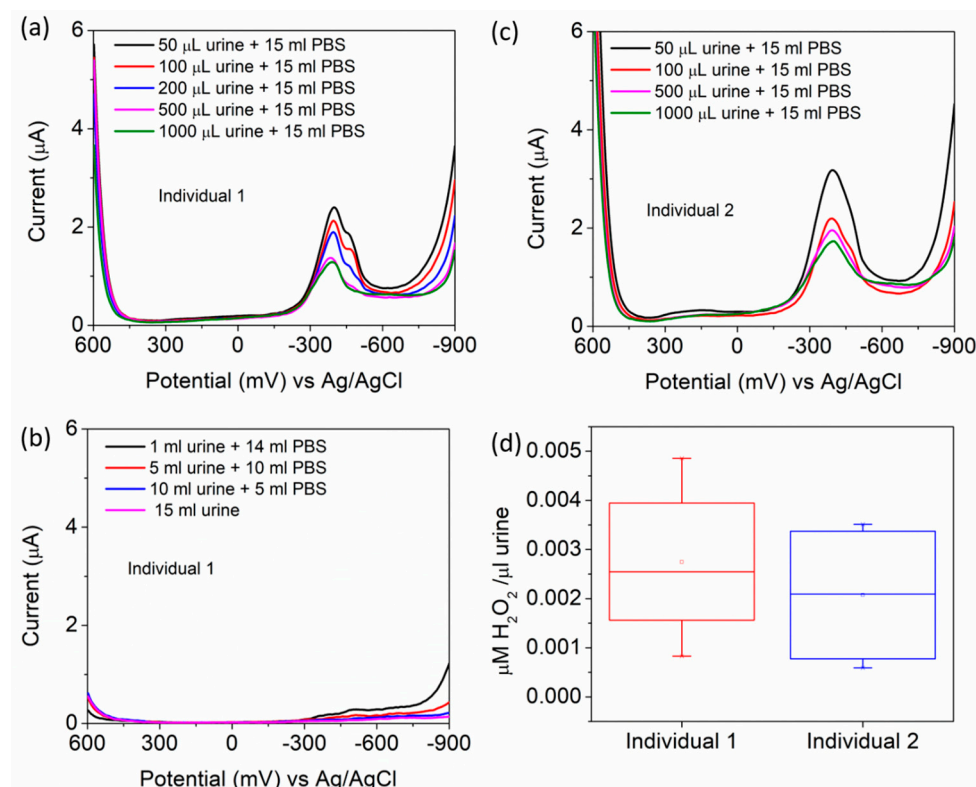 (a)
6
4
2
0
Current (μA)
50 μL urine + 15 ml PBS
100 μL urine + 15 ml PBS
200 μL urine + 15 ml PBS
500 μL urine + 15 ml PBS
1000 μL urine + 15 ml PBS
Individual 1
600 300 0 -300 -600 -900
Potential (mV) vs Ag/AgCl
(c)
6
4
2
0
Current (μA)
50 μL urine + 15 ml PBS
100 μL urine + 15 ml PBS
500 μL urine + 15 ml PBS
1000 μL urine + 15 ml PBS
Individual 2
600 300 0 -300 -600 -900
Potential (mV) vs Ag/AgCl
(b)
6
4
2
0
Current (μA)
1 ml urine + 14 ml PBS
5 ml urine + 10 ml PBS
10 ml urine + 5 ml PBS
15 ml urine
Individual 1
600 300 0 -300 -600 -900
Potential (mV) vs Ag/AgCl
(d)
0.005
0.004
0.003
0.002
0.001
0.000
μM H₂O₂ /μl urine
Individual 1 Individual 2